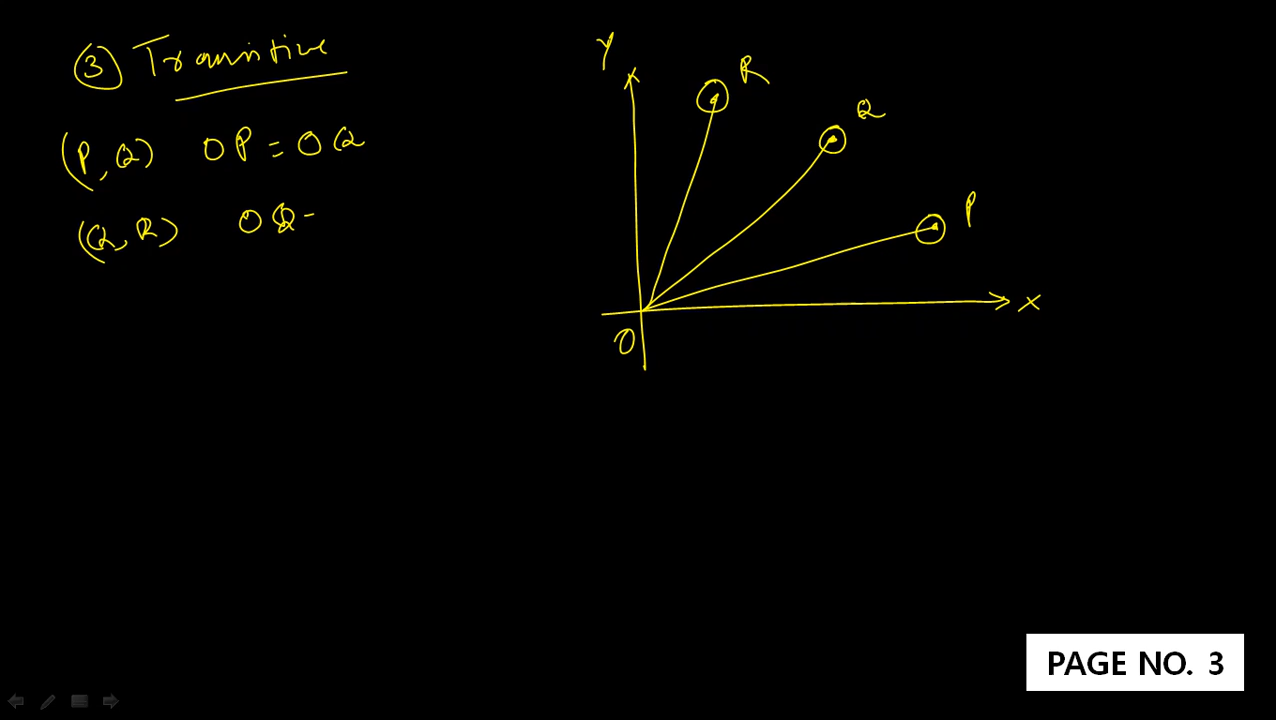 ③ Transitive
(P, Q) OP = OQ
(Q, R) OQ -
Y
R
Q
P
X
O
PAGE NO. 3